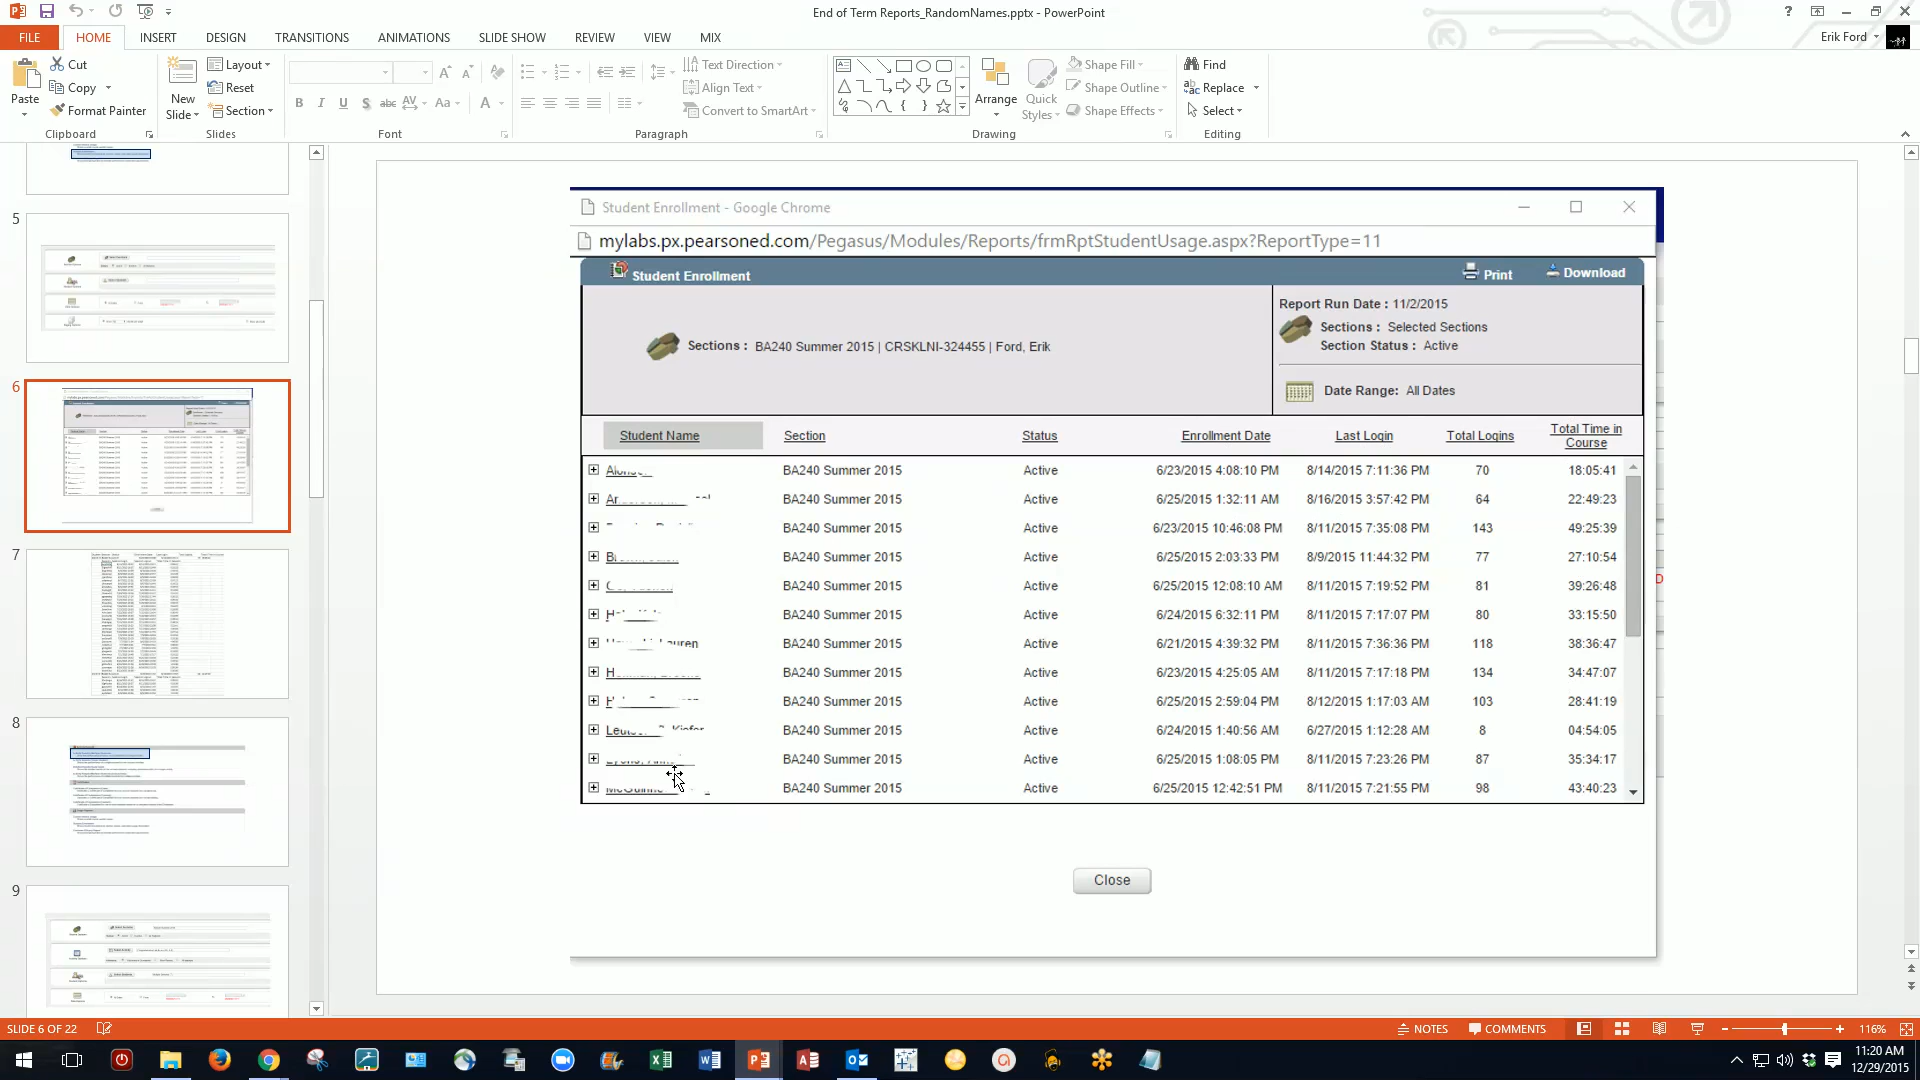 End of Term Reports_RandomNames.pptx - PowerPoint
FILE HOME INSERT DESIGN TRANSITIONS ANIMATIONS SLIDE SHOW REVIEW VIEW MIX
Erik Ford
Paste
Cut
Copy
Format Painter
Clipboard
New Slide
Layout
Reset
Section
Slides
Font
Text Direction
Align Text
Convert to SmartArt
Paragraph
Arrange
Quick Styles
Shape Fill
Shape Outline
Shape Effects
Drawing
Find
Replace
Select
Editing
5
6
7
8
9
Student Enrollment - Google Chrome
mylabs.px.pearsoned.com/Pegasus/Modules/Reports/frmRptStudentUsage.aspx?ReportType=11
Student Enrollment Print Download
Sections : BA240 Summer 2015 | CRSKLNI-324455 | Ford, Erik
Report Run Date : 11/2/2015
Sections : Selected Sections
Section Status : Active
Date Range: All Dates
Student Name Section Status Enrollment Date Last Login Total Logins Total Time in Course
BA240 Summer 2015 Active 6/23/2015 4:08:10 PM 8/14/2015 7:11:36 PM 70 18:05:41
BA240 Summer 2015 Active 6/25/2015 1:32:11 AM 8/16/2015 3:57:42 PM 64 22:49:23
BA240 Summer 2015 Active 6/23/2015 10:46:08 PM 8/11/2015 7:35:08 PM 143 49:25:39
BA240 Summer 2015 Active 6/25/2015 2:03:33 PM 8/9/2015 11:44:32 PM 77 27:10:54
BA240 Summer 2015 Active 6/25/2015 12:08:10 AM 8/11/2015 7:19:52 PM 81 39:26:48
BA240 Summer 2015 Active 6/24/2015 6:32:11 PM 8/11/2015 7:17:07 PM 80 33:15:50
BA240 Summer 2015 Active 6/21/2015 4:39:32 PM 8/11/2015 7:36:36 PM 118 38:36:47
BA240 Summer 2015 Active 6/23/2015 4:25:05 AM 8/11/2015 7:17:18 PM 134 34:47:07
BA240 Summer 2015 Active 6/25/2015 2:59:04 PM 8/12/2015 1:17:03 AM 103 28:41:19
BA240 Summer 2015 Active 6/24/2015 1:40:56 AM 6/27/2015 1:12:28 AM 8 04:54:05
BA240 Summer 2015 Active 6/25/2015 1:08:05 PM 8/11/2015 7:23:26 PM 87 35:34:17
BA240 Summer 2015 Active 6/25/2015 12:42:51 PM 8/11/2015 7:21:55 PM 98 43:40:23
Close
SLIDE 6 OF 22 NOTES COMMENTS 116%
11:20 AM
12/29/2015